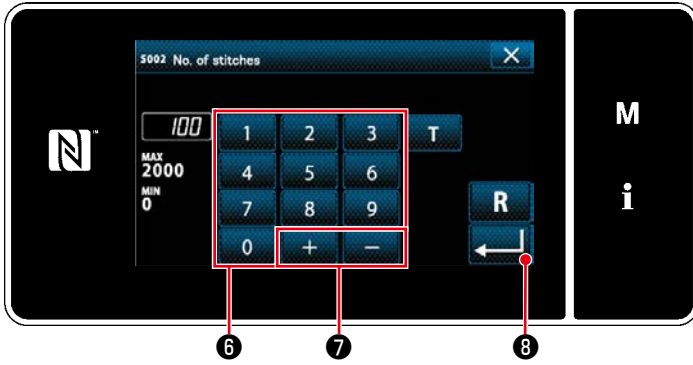 S002 No. of stitches
X
100
MAX
2000
MIN
0
1 2 3 T
4 5 6
7 8 9 R
0 + −
M
i
N
❻ ❼ ❽